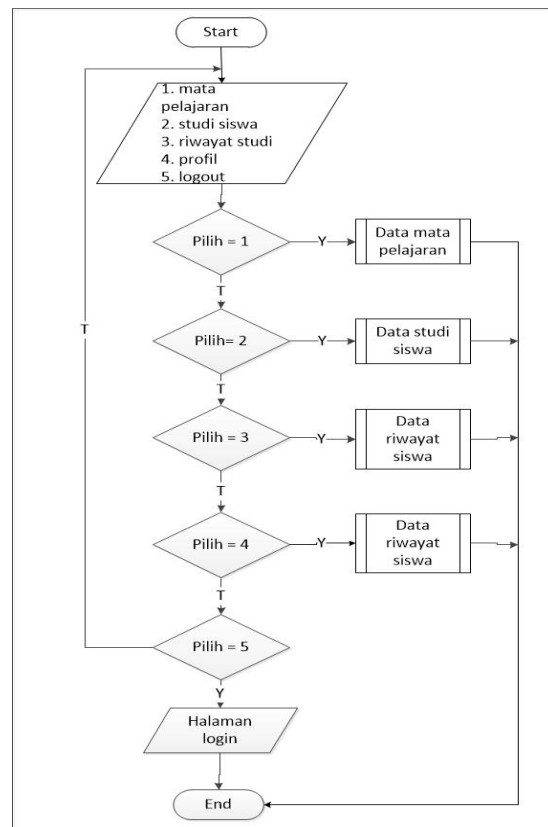 Start
1. mata
pelajaran
2. studi siswa
3. riwayat studi
4. profil
5. logout
Pilih = 1
Y
Data mata
pelajaran
T
T
Pilih= 2
Y
Data studi
siswa
T
Pilih = 3
Y
Data
riwayat
siswa
T
Pilih = 4
Y
Data
riwayat
siswa
T
Pilih = 5
Y
Halaman
login
End